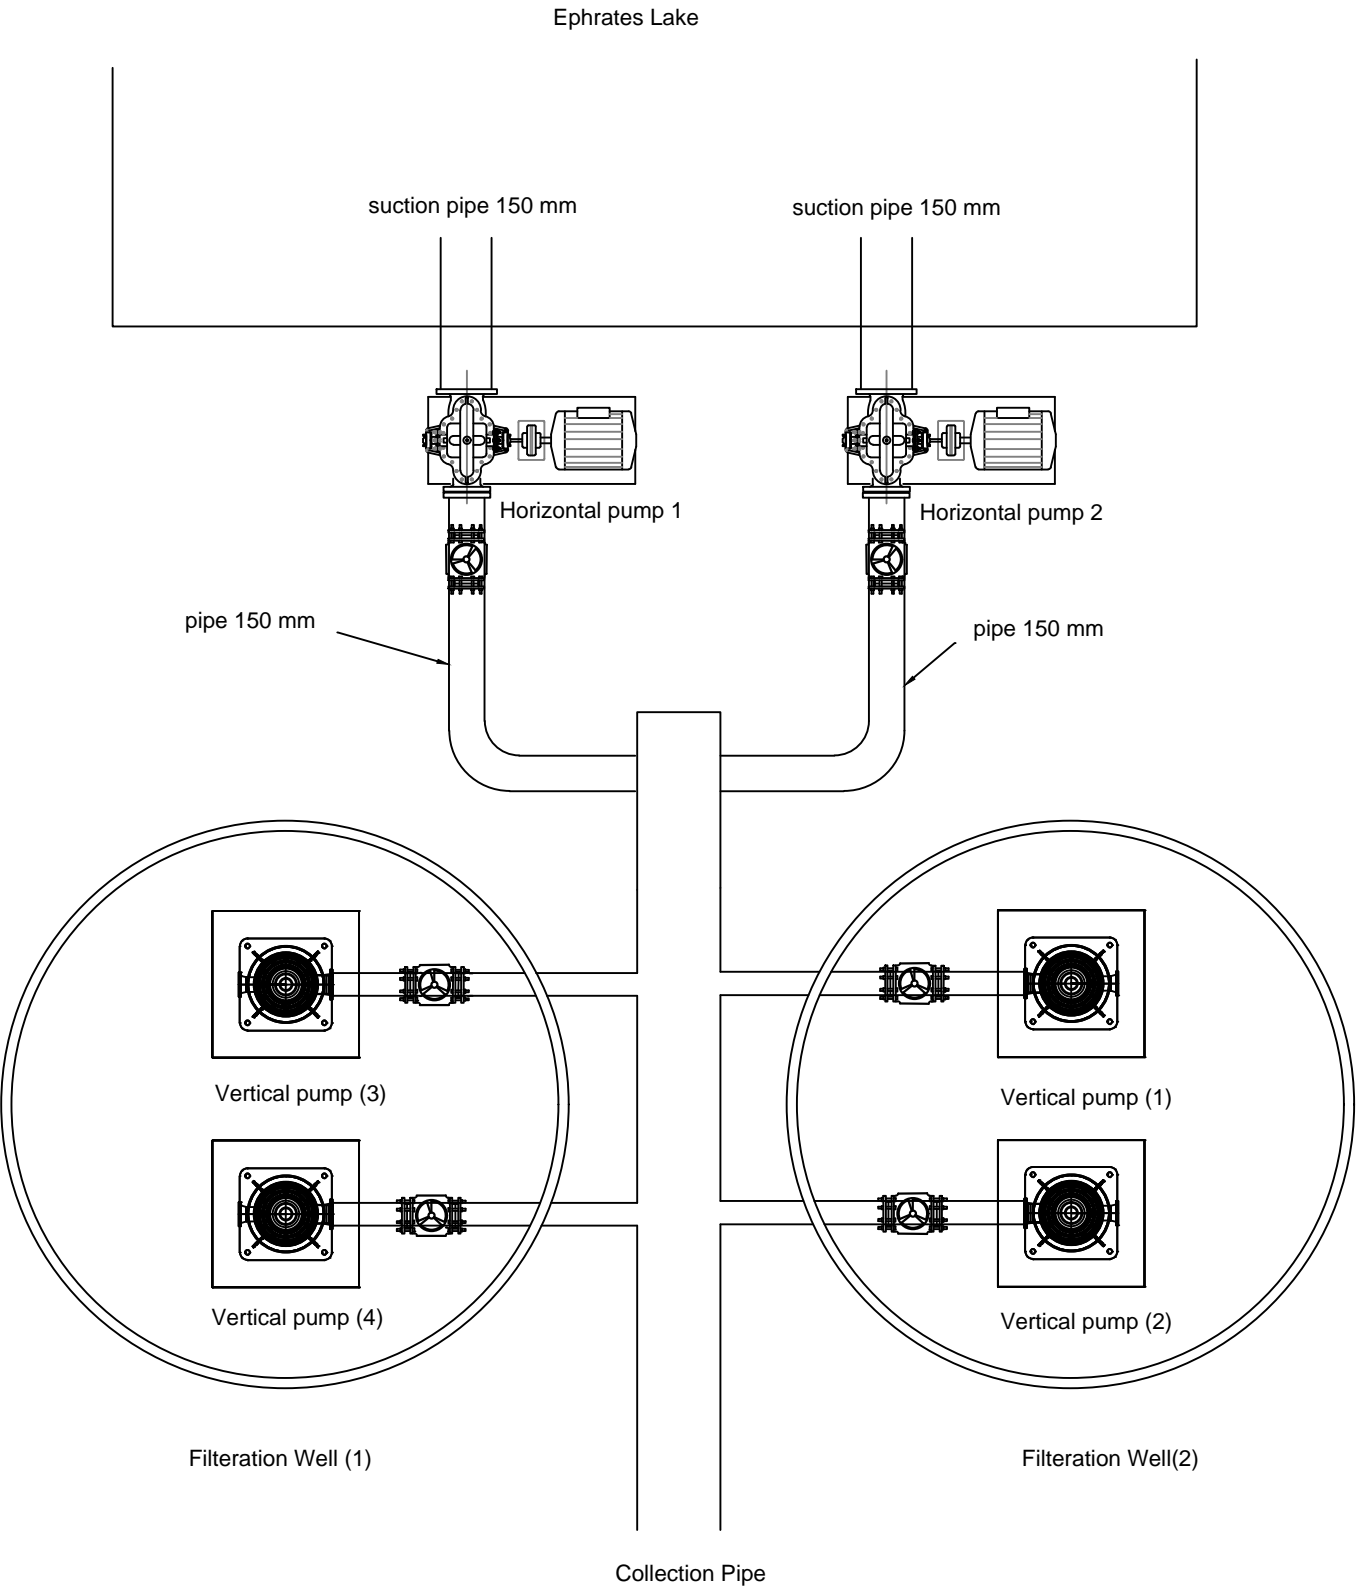 Ephrates Lake
suction pipe 150 mm
suction pipe 150 mm
Horizontal pump 1
Horizontal pump 2
pipe 150 mm
pipe 150 mm
Vertical pump (3)
Vertical pump (1)
Vertical pump (4)
Vertical pump (2)
Filteration Well (1)
Filteration Well(2)
Collection Pipe